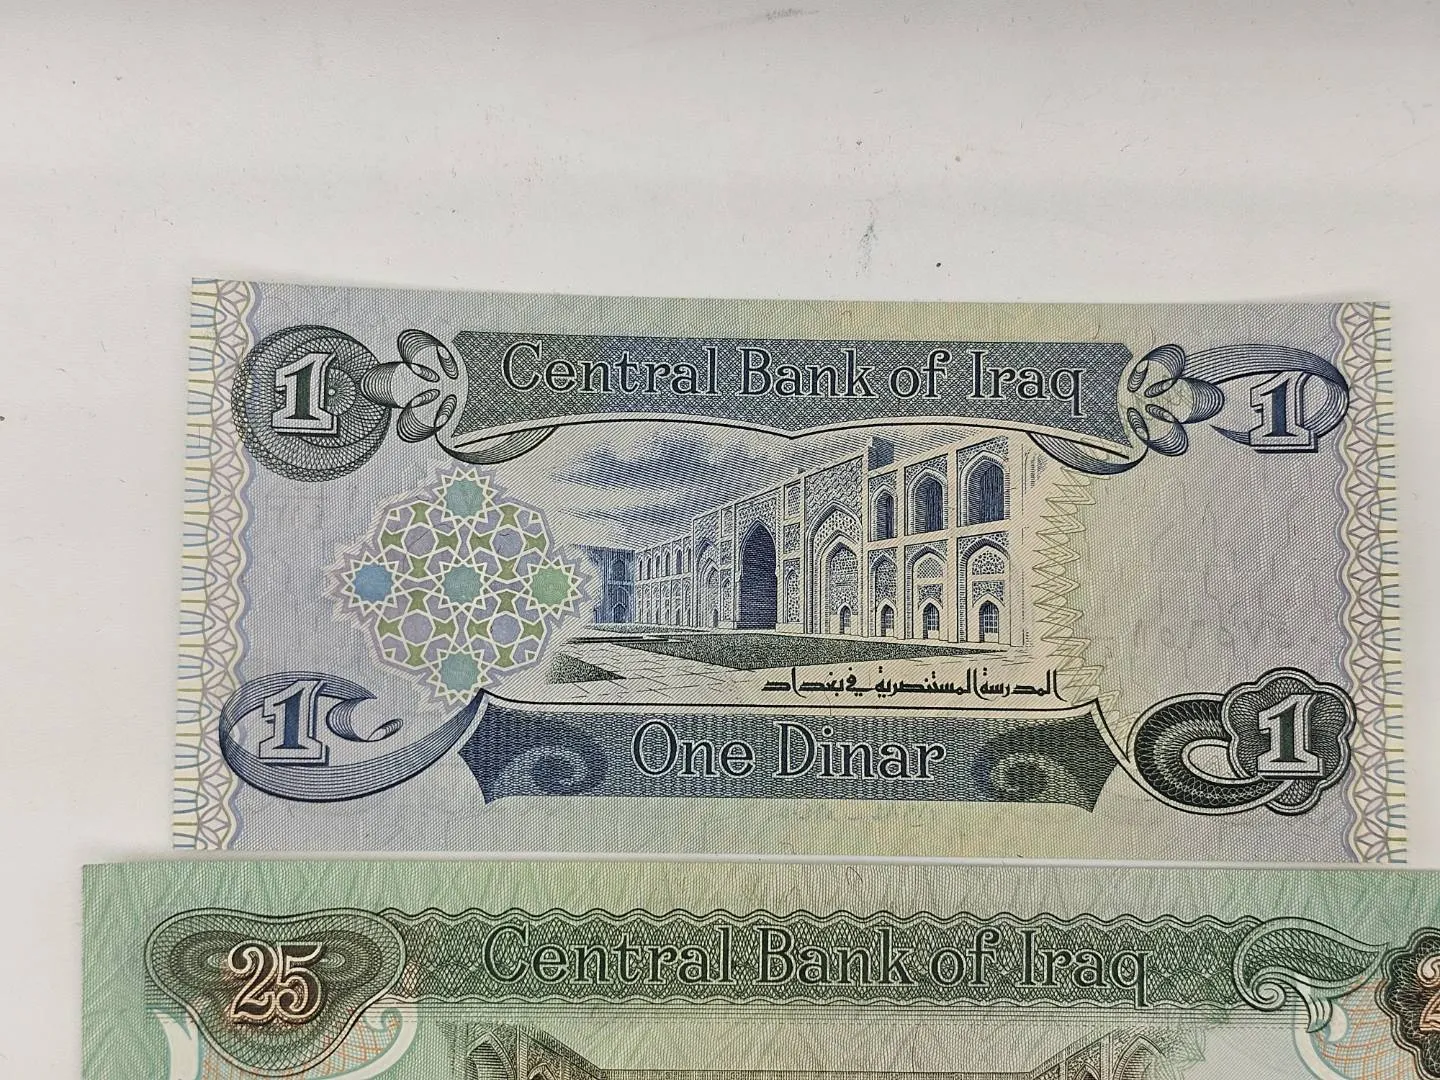 1 Central Bank of Iraq 1
المدرسة المستنصرية في بغداد
1 One Dinar 1
25 Central Bank of Iraq